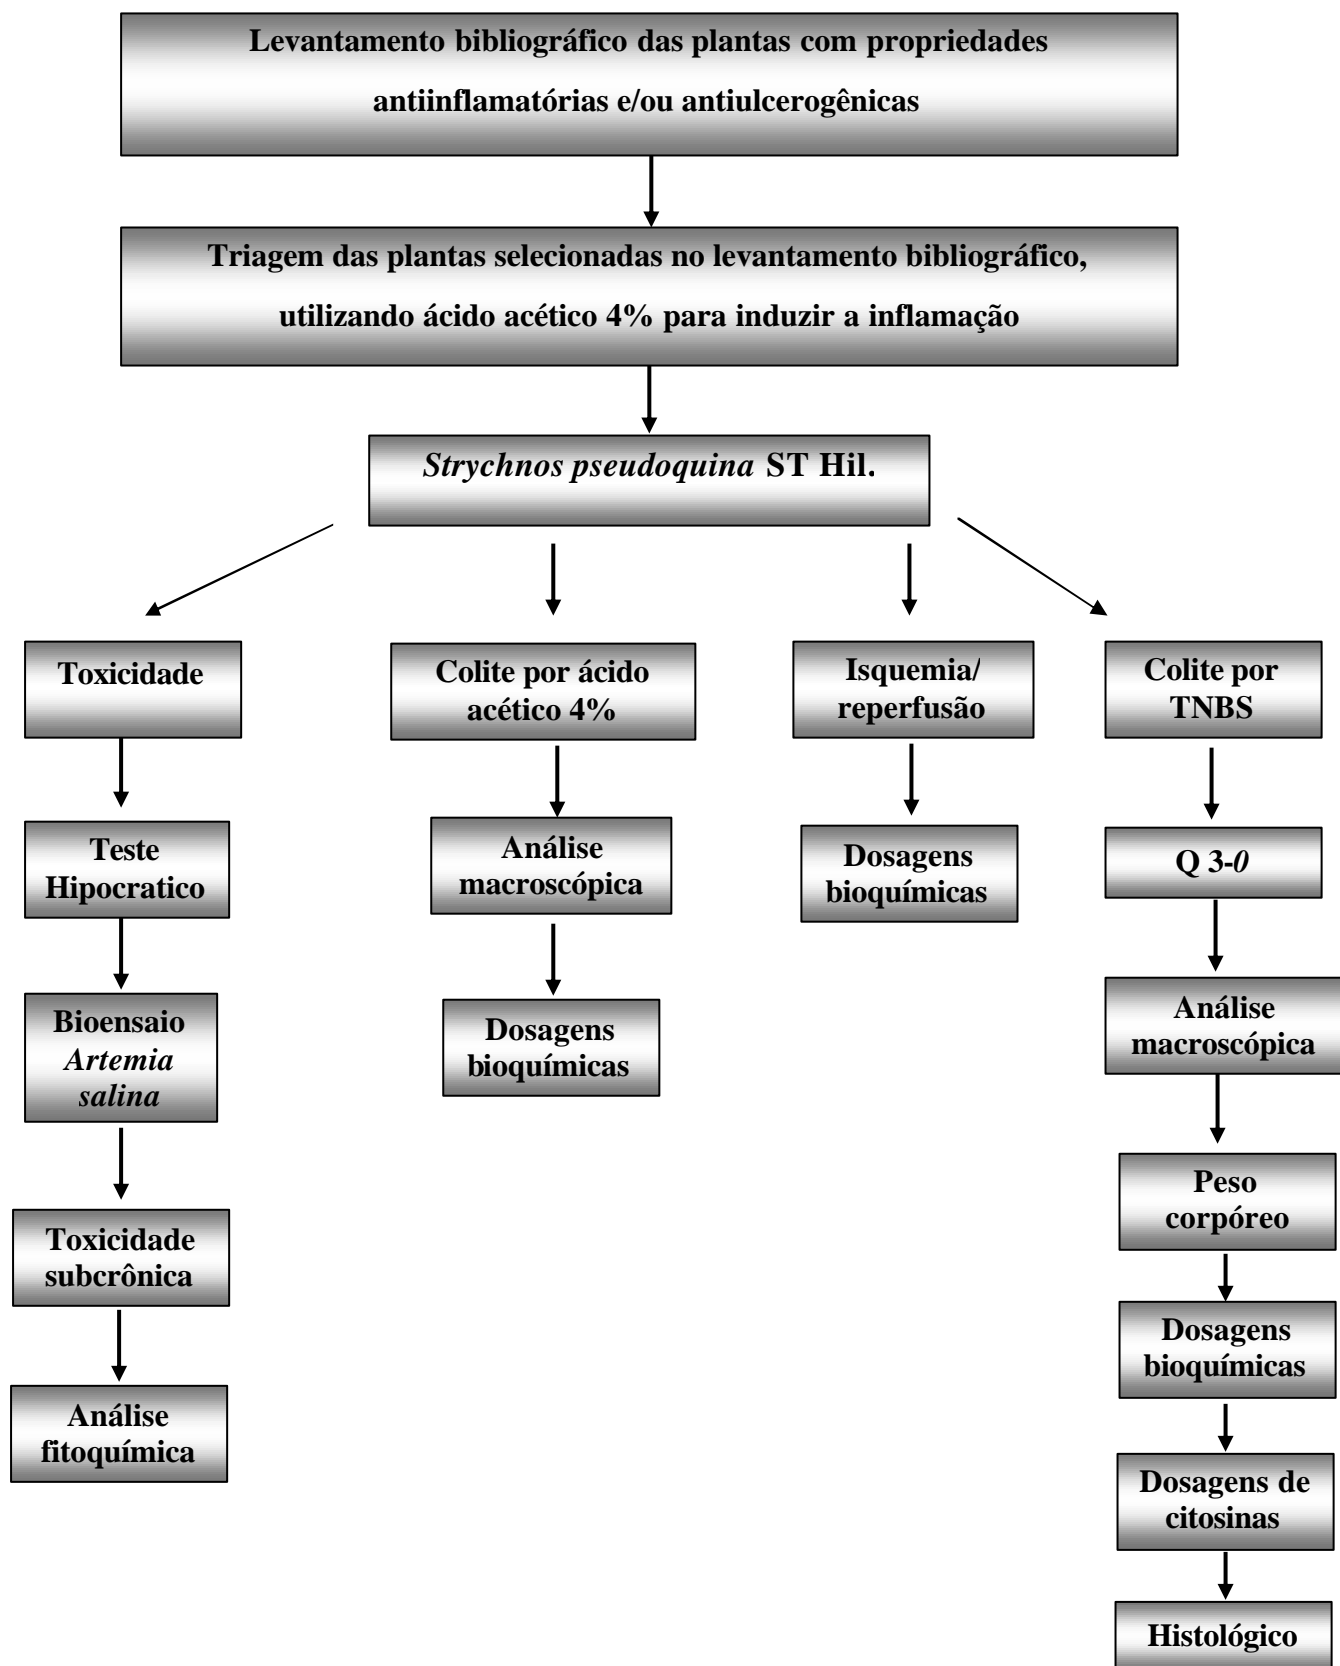 Levantamento bibliográfico das plantas com propriedades
antiinflamatórias e/ou antiulcerogênicas
Triagem das plantas selecionadas no levantamento bibliográfico,
utilizando ácido acético 4% para induzir a inflamação
Strychnos pseudoquina ST Hil.
Toxicidade
Teste
Hipocratico
Bioensaio
Artemia
salina
Toxicidade
subcrônica
Análise
fitoquímica
Colite por ácido
acético 4%
Análise
macroscópica
Dosagens
bioquímicas
Isquemia/
reperfusão
Dosagens
bioquímicas
Colite por
TNBS
Q 3-0
Análise
macroscópica
Peso
corpóreo
Dosagens
bioquímicas
Dosagens de
citosinas
Histológico